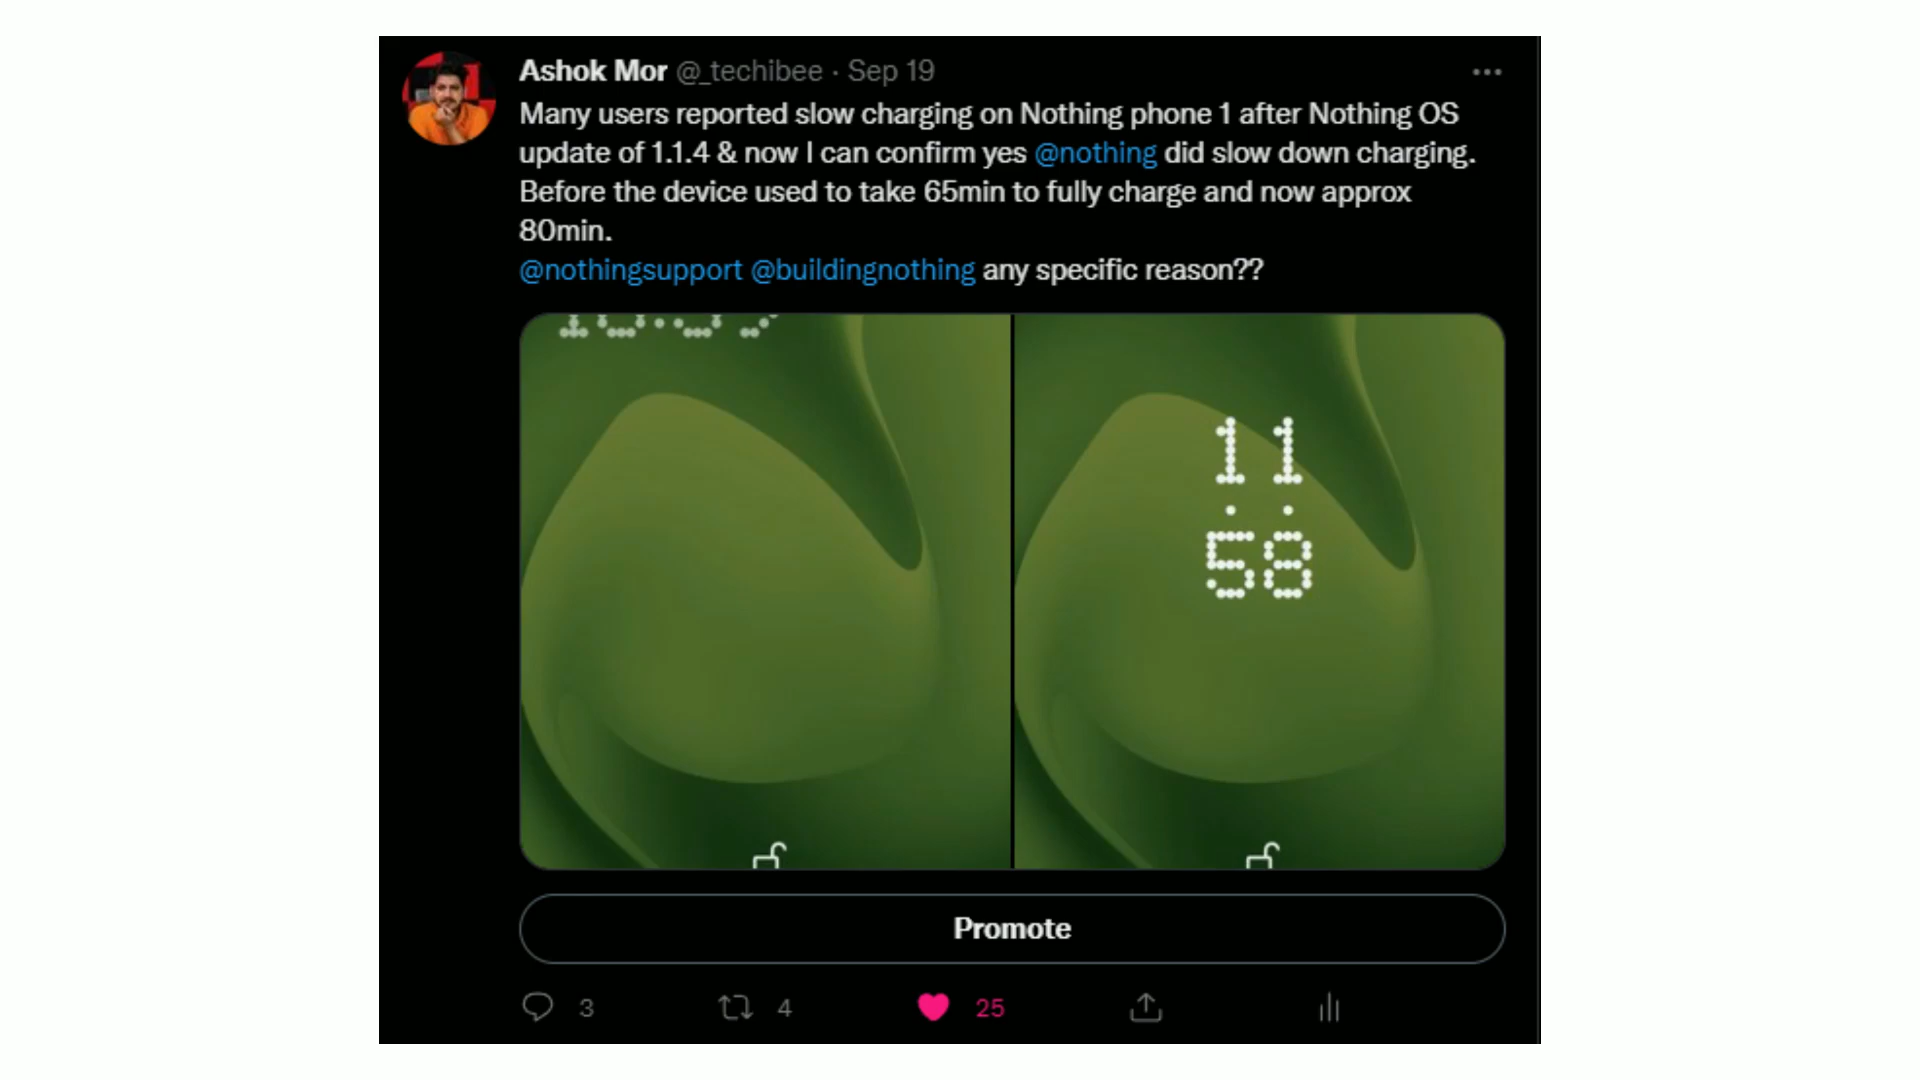 Ashok Mor @_techibee · Sep 19
Many users reported slow charging on Nothing phone 1 after Nothing OS
update of 1.1.4 & now I can confirm yes @nothing did slow down charging.
Before the device used to take 65min to fully charge and now approx
80min.
@nothingsupport @buildingnothing any specific reason??
11
58
Promote
3 4 25